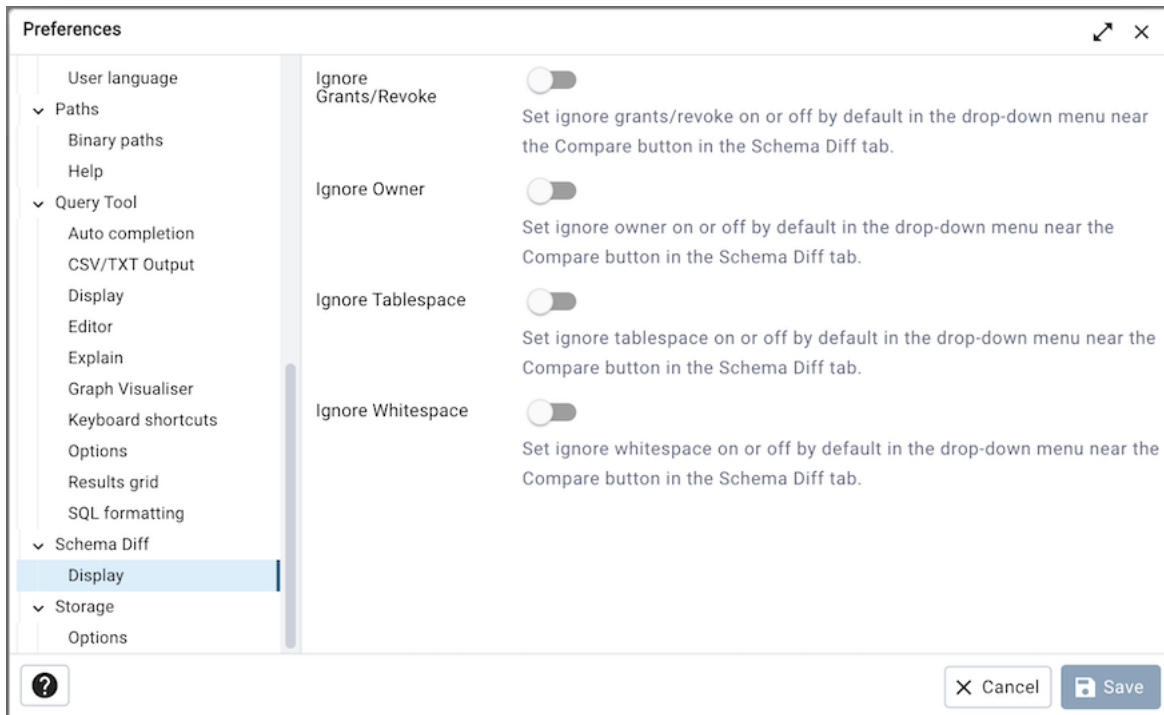 Preferences
User language
Paths
Binary paths
Help
Query Tool
Auto completion
CSV/TXT Output
Display
Editor
Explain
Graph Visualiser
Keyboard shortcuts
Options
Results grid
SQL formatting
Schema Diff
Display
Storage
Options
Ignore
Grants/Revoke
Set ignore grants/revoke on or off by default in the drop-down menu near
the Compare button in the Schema Diff tab.
Ignore Owner
Set ignore owner on or off by default in the drop-down menu near the
Compare button in the Schema Diff tab.
Ignore Tablespace
Set ignore tablespace on or off by default in the drop-down menu near the
Compare button in the Schema Diff tab.
Ignore Whitespace
Set ignore whitespace on or off by default in the drop-down menu near the
Compare button in the Schema Diff tab.
Cancel
Save